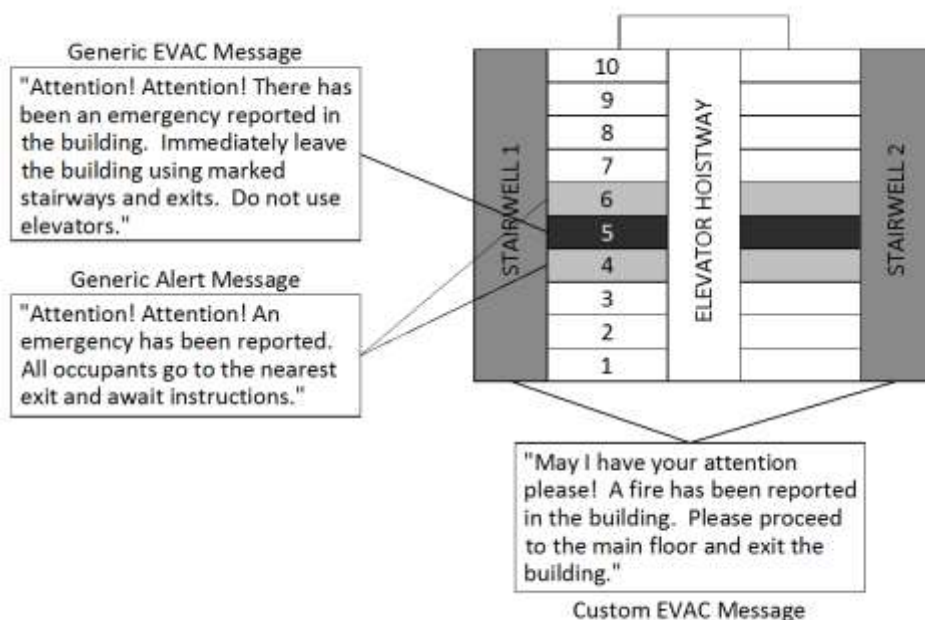 Generic EVAC Message
"Attention! Attention! There has
been an emergency reported in
the building. Immediately leave
the building using marked
stairways and exits. Do not use
elevators."
Generic Alert Message
"Attention! Attention! An
emergency has been reported.
All occupants go to the nearest
exit and await instructions."
STAIRWELL 1
10
9
8
7
6
5
4
3
2
1
ELEVATOR HOISTWAY
STAIRWELL 2
"May I have your attention
please! A fire has been reported
in the building. Please proceed
to the main floor and exit the
building."
Custom EVAC Message